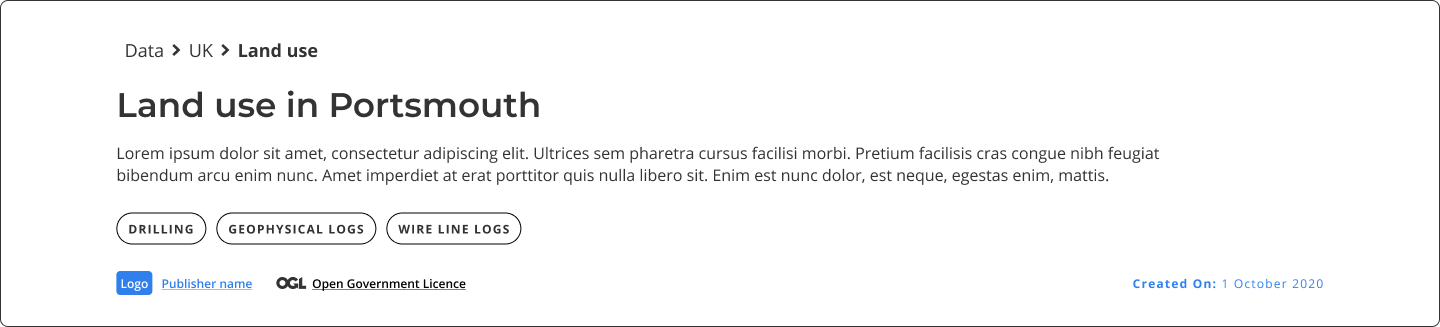 Data > UK > Land use
Land use in Portsmouth
Lorem ipsum dolor sit amet, consectetur adipiscing elit. Ultrices sem pharetra cursus facilisi morbi. Pretium facilisis cras congue nibh feugiat
bibendum arcu enim nunc. Amet imperdiet at erat porttitor quis nulla libero sit. Enim est nunc dolor, est neque, egestas enim, mattis.
DRILLING GEOPHYSICAL LOGS WIRE LINE LOGS
Logo Publisher name OGL Open Government Licence Created On: 1 October 2020